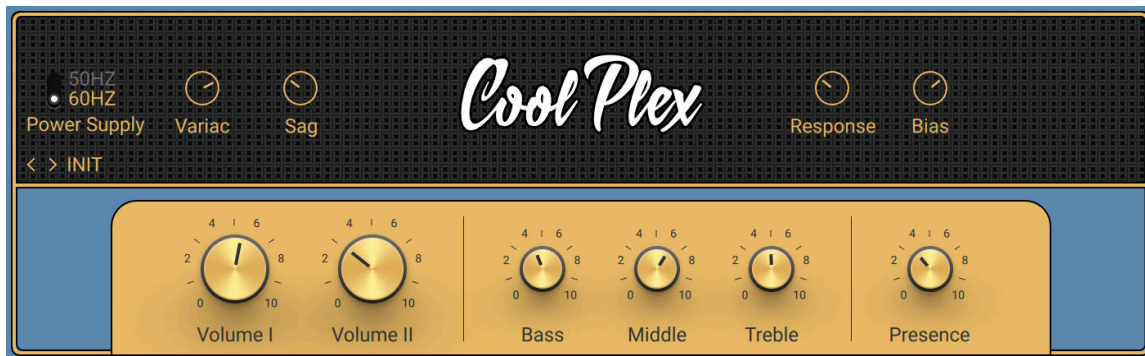 50HZ
60HZ
Power Supply
Variac
Sag
Cool Plex
Response
Bias
< > INIT
4 I 6
2 8
0 10
Volume I
4 I 6
2 8
0 10
Volume II
4 I 6
2 8
0 10
Bass
4 I 6
2 8
0 10
Middle
4 I 6
2 8
0 10
Treble
4 I 6
2 8
0 10
Presence